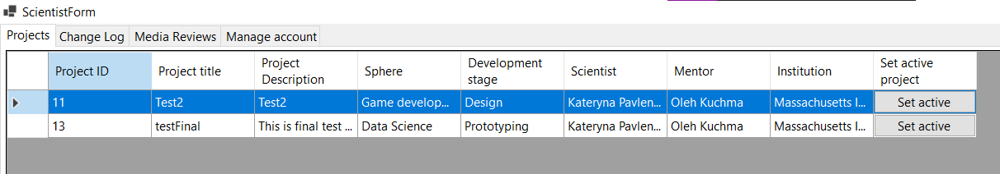 ScientistForm
Projects Change Log Media Reviews Manage account
Project ID Project title Project Description Sphere Development stage Scientist Mentor Institution Set active project
11 Test2 Test2 Game develop... Design Kateryna Pavlen... Oleh Kuchma Massachusetts I... Set active
13 testFinal This is final test ... Data Science Prototyping Kateryna Pavlen... Oleh Kuchma Massachusetts I... Set active